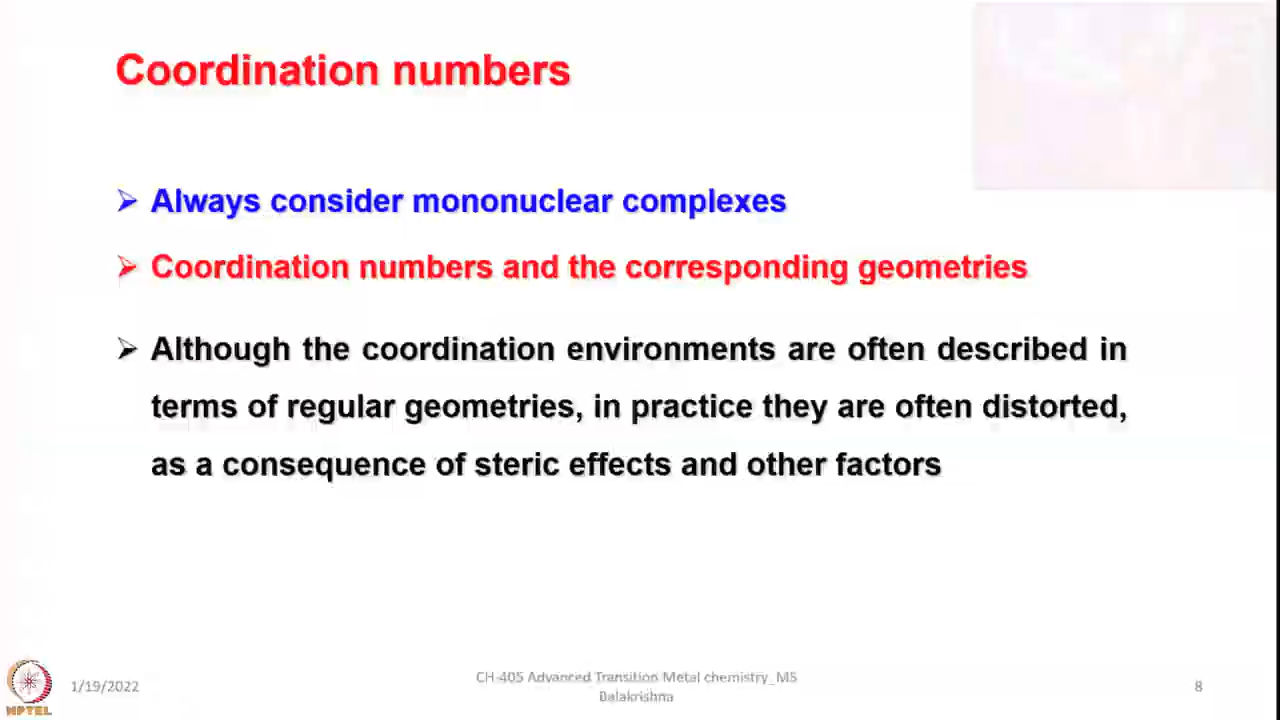 Coordination numbers
➢ Always consider mononuclear complexes
➢ Coordination numbers and the corresponding geometries
➢ Although the coordination environments are often described in
terms of regular geometries, in practice they are often distorted,
as a consequence of steric effects and other factors
NPTEL
1/19/2022
CH-405 Advanced Transition Metal chemistry_MS
Balakrishna
8